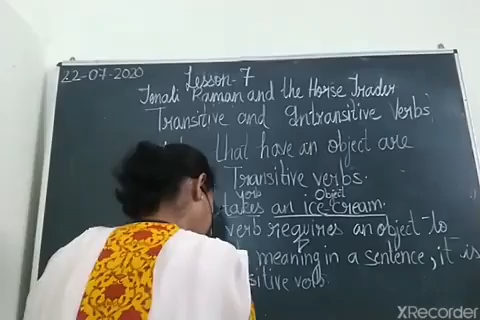 22-07-2020
Lesson-7
Tenali Raman and the Horse Trader
Transitive and Intransitive Verbs
that have an object are
Transitive verbs.
verb Object
takes an ice-cream.
verb requires an object to
meaning in a sentence, it is
XRecorder